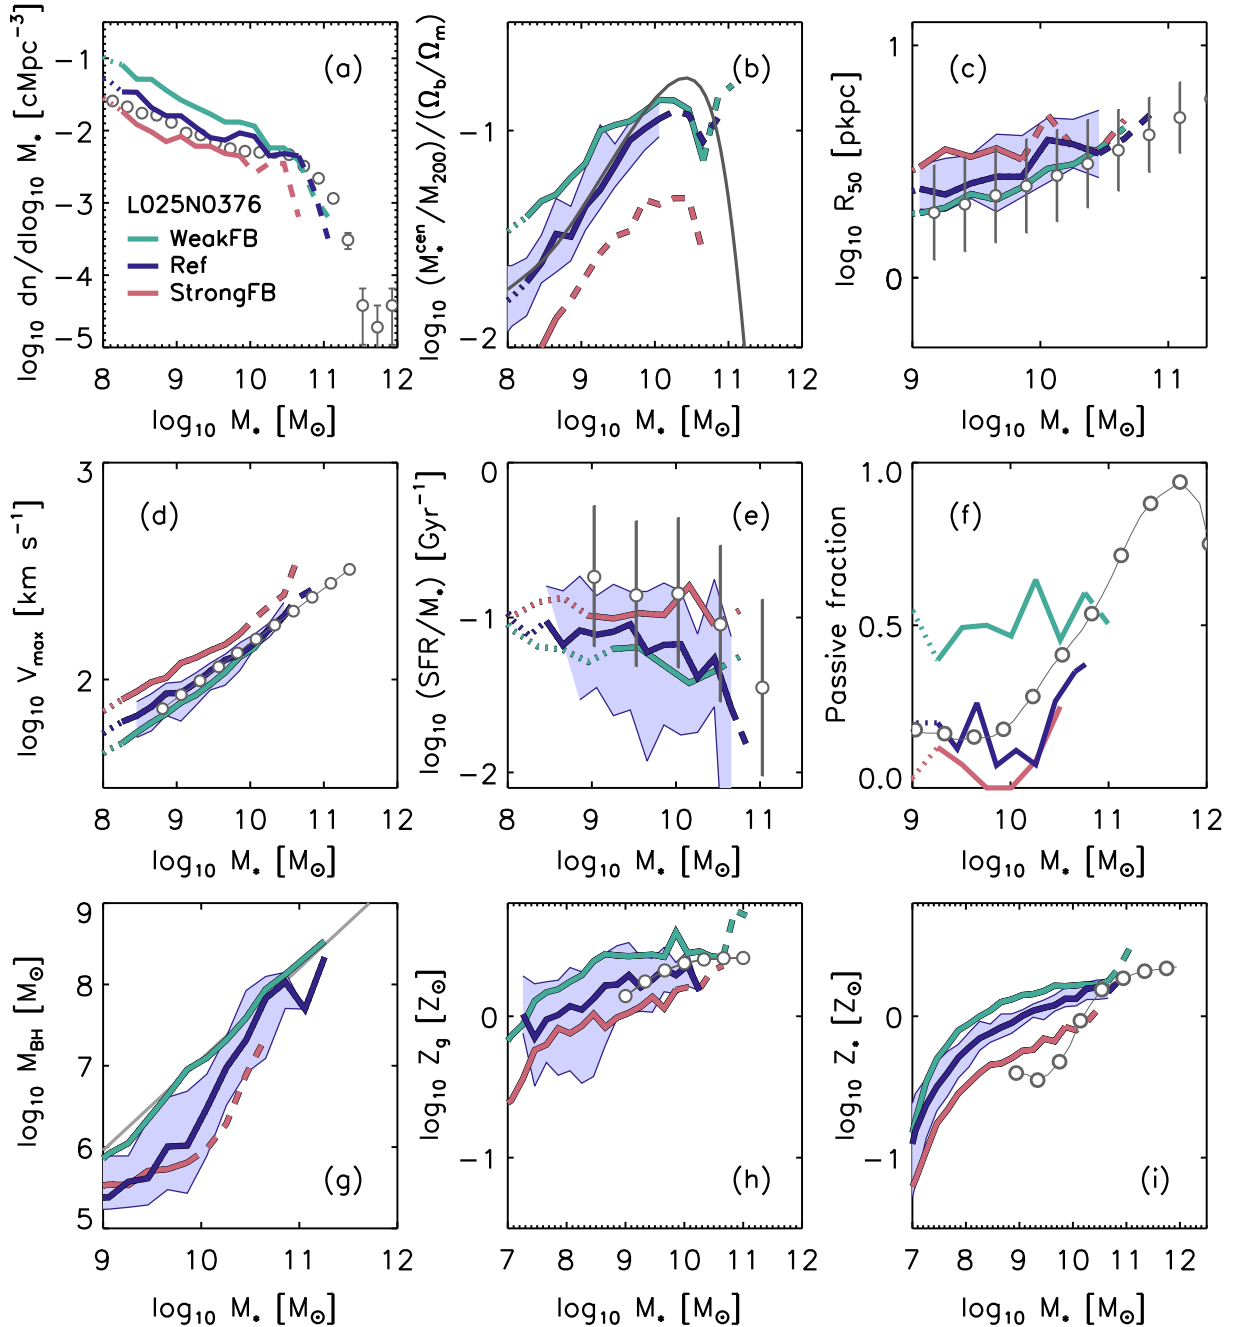 (a)
log₁₀ dn/dlog₁₀ M* [cMpc⁻³]
-1
-2
-3
-4
-5
L025N0376
WeakFB
Ref
StrongFB
8 9 10 11 12
log₁₀ M* [M⊙]
(b)
log₁₀ (M*ᶜᵉⁿ/M₂₀₀)/(Ωb/Ωm)
-1
-2
8 9 10 11 12
log₁₀ M* [M⊙]
(c)
log₁₀ R₅₀ [pkpc]
1
0
9 10 11
log₁₀ M* [M⊙]
(d)
log₁₀ Vmax [km s⁻¹]
3
2
8 9 10 11 12
log₁₀ M* [M⊙]
(e)
log₁₀ (SFR/M*) [Gyr⁻¹]
0
-1
-2
8 9 10 11
log₁₀ M* [M⊙]
(f)
Passive fraction
1.0
0.5
0.0
9 10 11 12
log₁₀ M* [M⊙]
(g)
log₁₀ MBH [M⊙]
9
8
7
6
5
9 10 11 12
log₁₀ M* [M⊙]
(h)
log₁₀ Zg [Z⊙]
0
-1
7 8 9 10 11 12
log₁₀ M* [M⊙]
(i)
log₁₀ Z* [Z⊙]
0
-1
7 8 9 10 11 12
log₁₀ M* [M⊙]